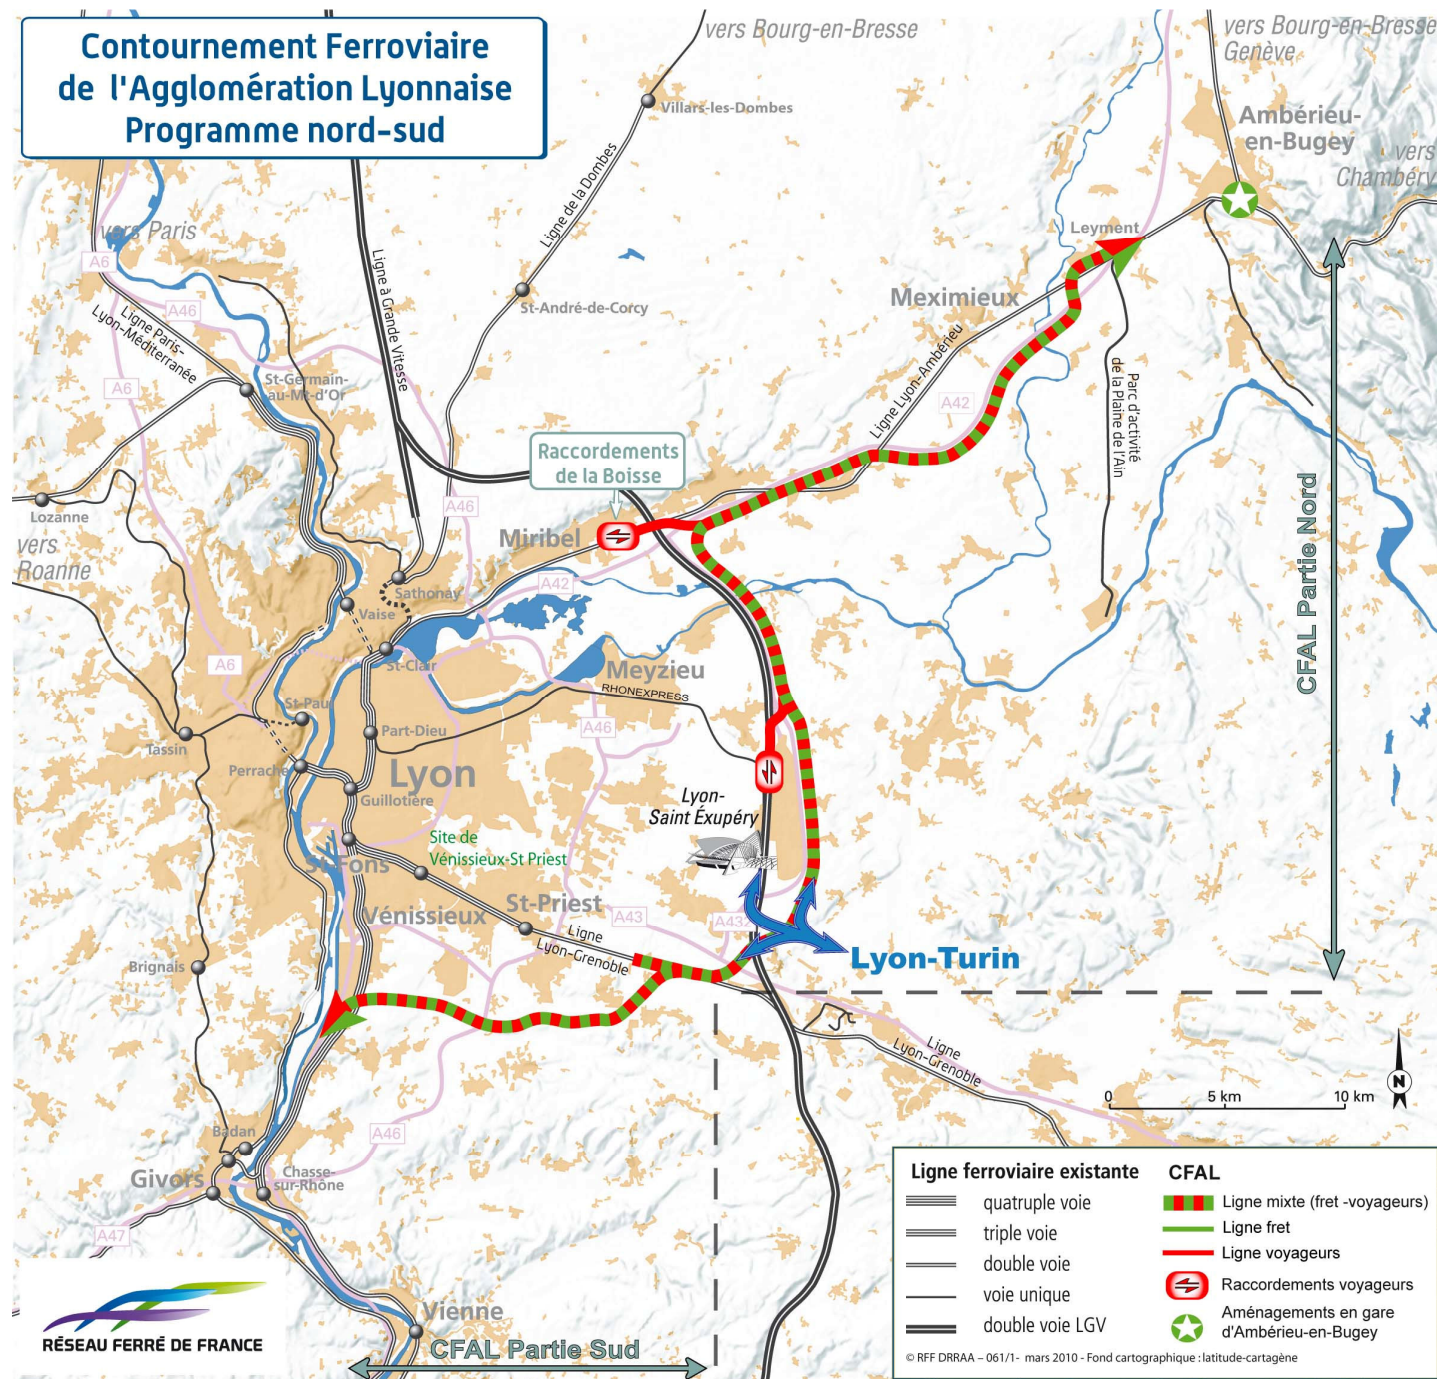 Contournement Ferroviaire
de l'Agglomération Lyonnaise
Programme nord-sud
vers Bourg-en-Bresse
vers Bourg-en-Bresse
Genève
Villars-les-Dombes
Ambérieu-
en-Bugey
vers
Chambéry
Ligne de la Dombes
vers Paris
Leyment
A6
Ligne à Grande Vitesse
A46
Ligne Paris-
Lyon-Méditerranée
St-André-de-Corcy
Meximieux
Ligne Lyon-Ambérieu
A6
St-Germain-
au-Mt-d'Or
Parc d'activité
de la Plaine de l'Ain
A42
Raccordements
de la Boisse
A46
Lozanne
vers
Roanne
Miribel
CFAL Partie Nord
A42
Sathonay
Vaise
St-Clair
A6
Meyzieu
RHONEXPRESS
St-Paul
A46
Part-Dieu
Tassin
Perrache
Lyon
Guillotière
Lyon-
Saint Éxupéry
Site de
Vénissieux-St Priest
St-Fons
Vénissieux
St-Priest
A43
A432
Ligne
Lyon-Grenoble
Lyon-Turin
Brignais
Ligne
Lyon-Grenoble
N
0 5 km 10 km
Badan
A46
Givors
Chasse-
sur-Rhône
A47
Vienne
CFAL Partie Sud
RÉSEAU FERRÉ DE FRANCE
Ligne ferroviaire existante
quatruple voie
triple voie
double voie
voie unique
double voie LGV
CFAL
Ligne mixte (fret -voyageurs)
Ligne fret
Ligne voyageurs
Raccordements voyageurs
Aménagements en gare
d'Ambérieu-en-Bugey
© RFF DRRAA – 061/1- mars 2010 - Fond cartographique : latitude-cartagène